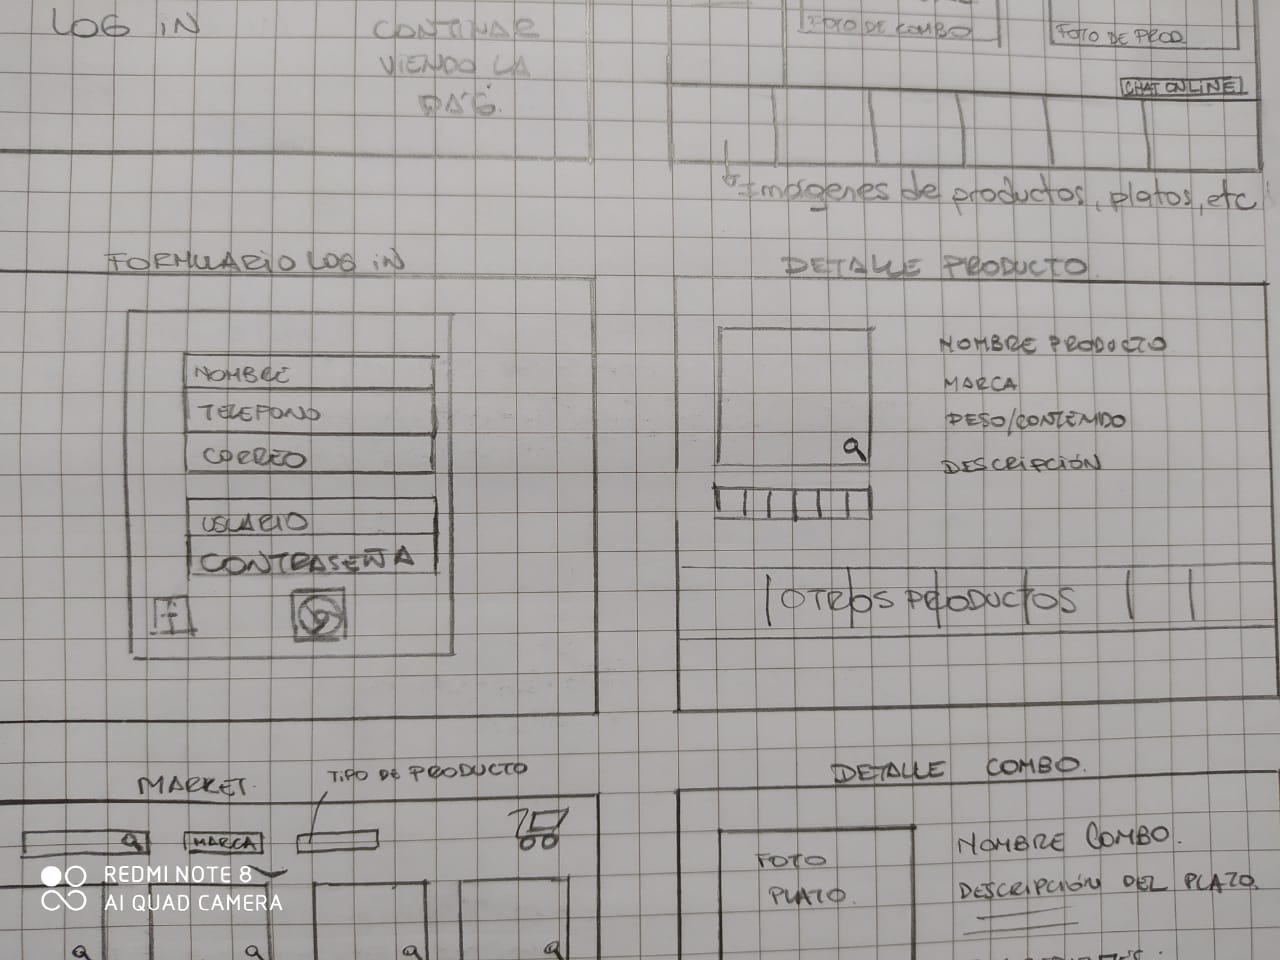 LOG iN
CONTINAR
VIENDO LA
PAG.
FOTO DE COMBO
FOTO DE PROD.
CHAT ONLINE
Imágenes de productos, platos, etc
FORMULARIO LOG iN
NOMBRE
TELEFONO
CORREO
USUARIO
CONTRASEÑA
f
DETALLE PRODUCTO
NOMBRE PRODUCTO
MARCA
PESO/CONTENIDO
DESCRIPCIÓN
OTROS PRODUCTOS
MARKET.
TIPO DE PRODUCTO
MARCA
DETALLE COMBO.
FOTO
PLATO.
NOMBRE COMBO.
DESCRIPCIÓN DEL PLATO.
REDMI NOTE 8
AI QUAD CAMERA